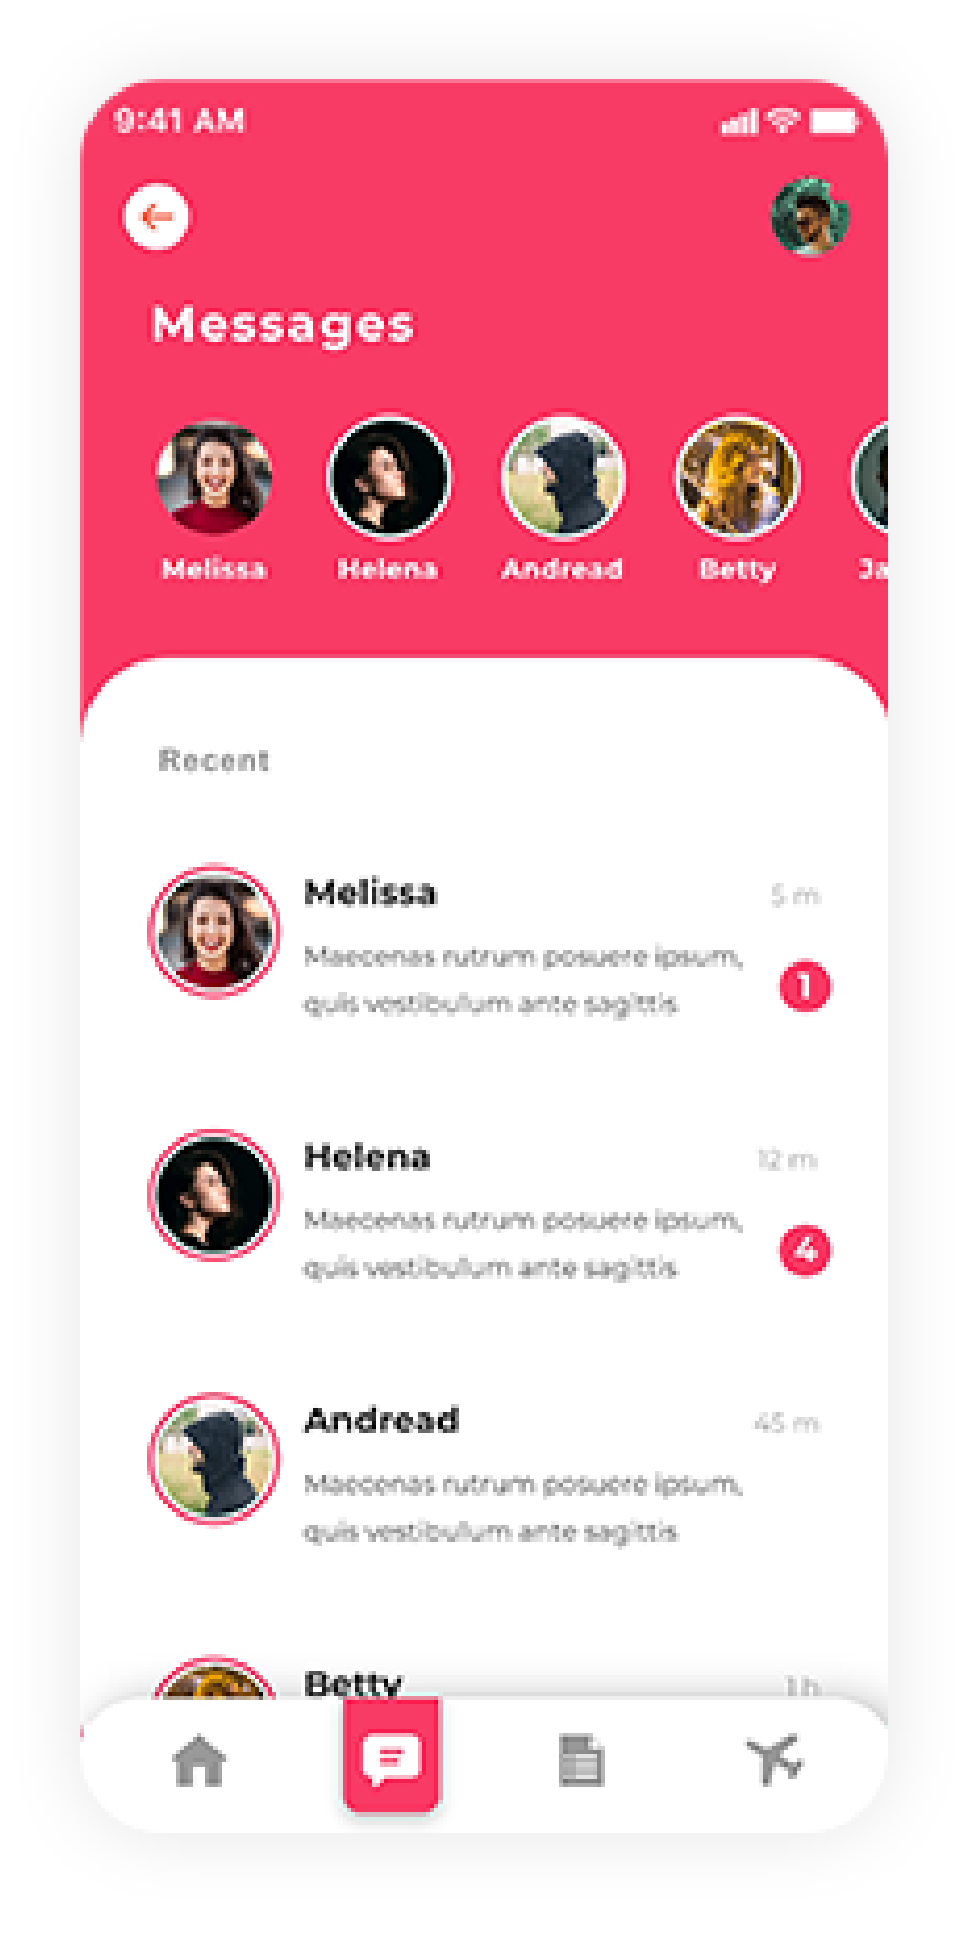 9:41 AM
Messages
Melissa
Helena
Andread
Betty
Ja
Recent
Melissa
5 m
Maecenas rutrum posuere ipsum,
quis vestibulum ante sagittis
1
Helena
12 m
Maecenas rutrum posuere ipsum,
quis vestibulum ante sagittis
4
Andread
45 m
Maecenas rutrum posuere ipsum,
quis vestibulum ante sagittis
Betty
1 h